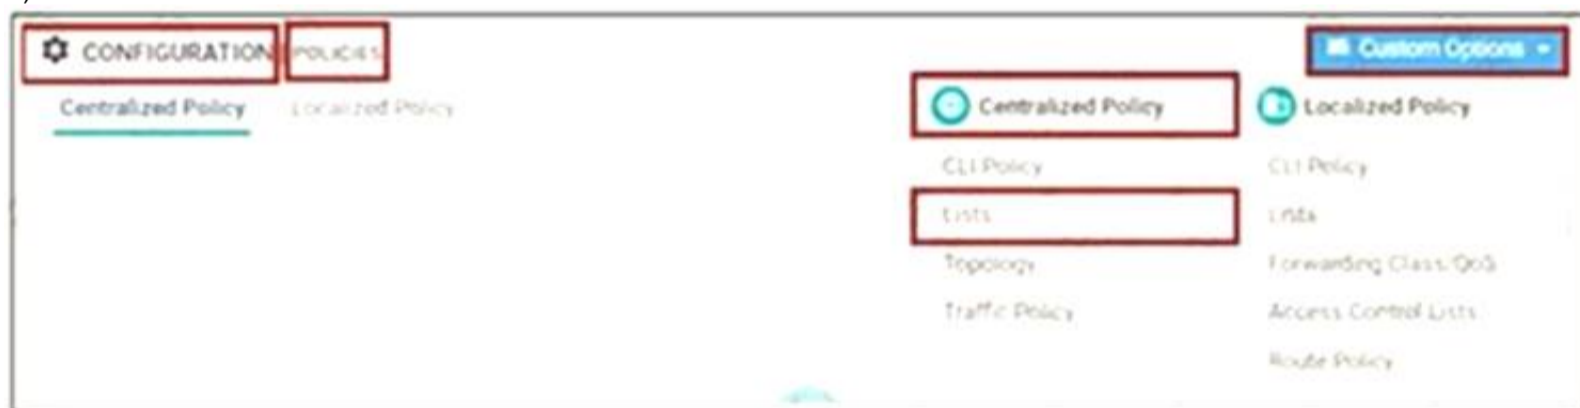 CONFIGURATION | POLICIES
Custom Options
Centralized Policy Localized Policy
Centralized Policy Localized Policy
CLI Policy CLI Policy
Lists Lists
Topology Forwarding Class/QoS
Traffic Policy Access Control Lists
Route Policy